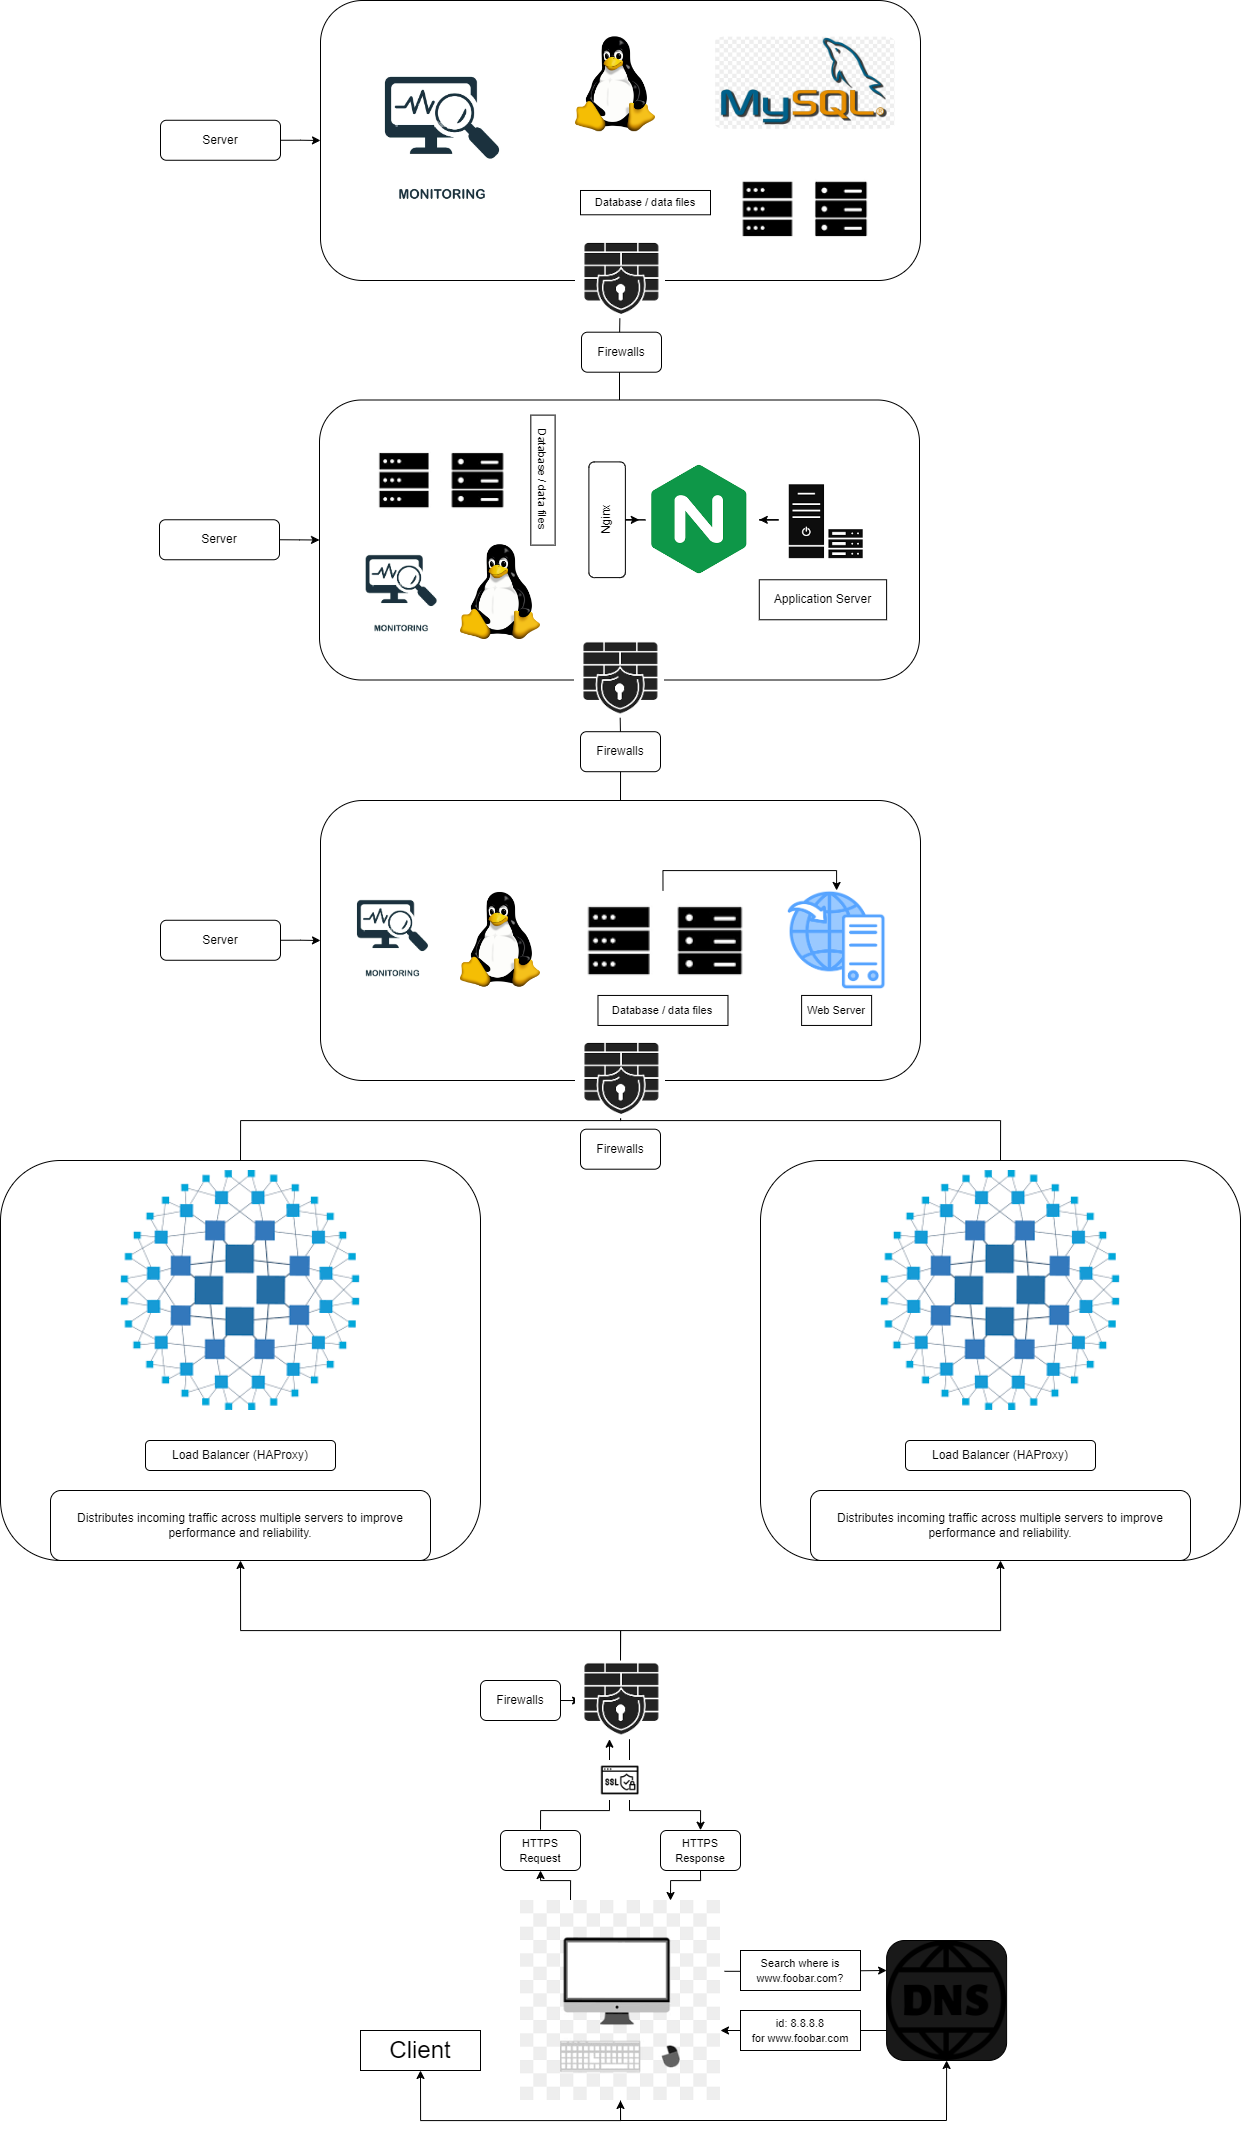 MySQL®
Server
MONITORING
Database / data files
Firewalls
Database / data files
Nginx
N
Server
Application Server
MONITORING
Firewalls
Server
MONITORING
Database / data files
Web Server
Firewalls
Load Balancer (HAProxy)
Distributes incoming traffic across multiple servers to improve
performance and reliability.
Load Balancer (HAProxy)
Distributes incoming traffic across multiple servers to improve
performance and reliability.
Firewalls
SSL
HTTPS
Request
HTTPS
Response
Search where is
www.foobar.com?
DNS
id: 8.8.8.8
for www.foobar.com
Client